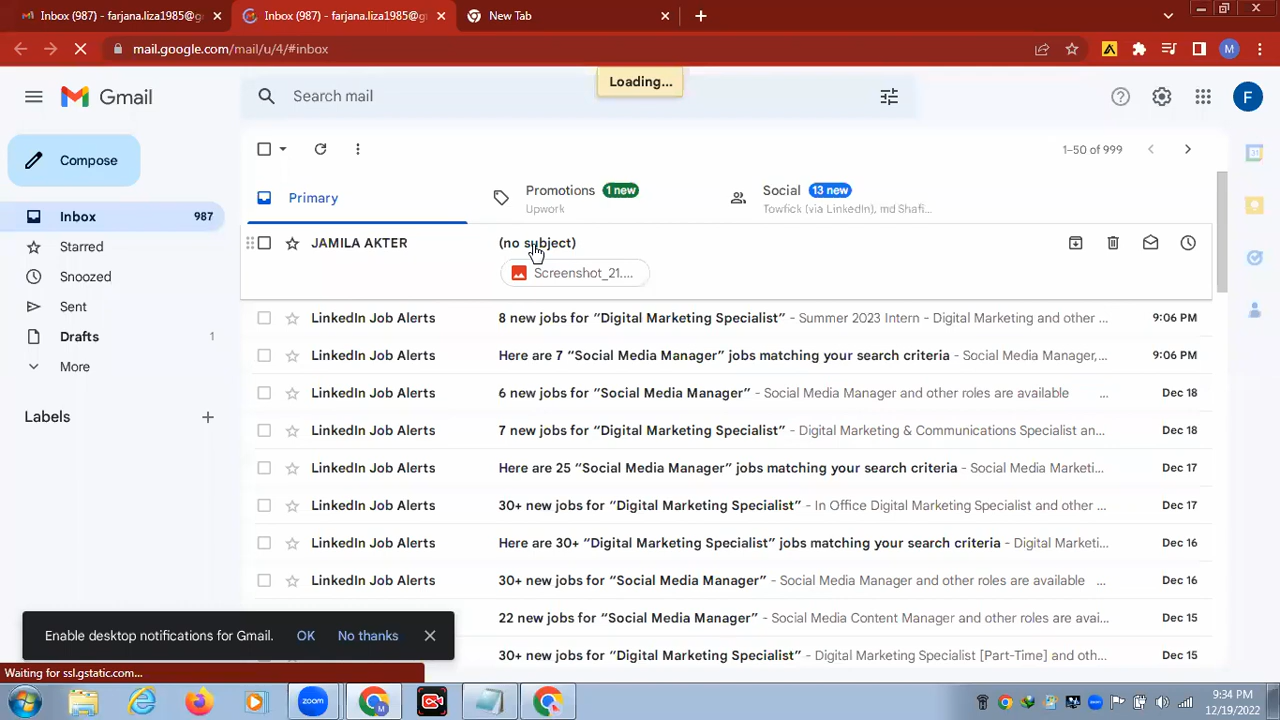 Inbox (987) - farjana.liza1985@g
Inbox (987) - farjana.liza1985@g
New Tab
mail.google.com/mail/u/4/#inbox
M
Loading...
Gmail
Search mail
F
Compose
1–50 of 999
Inbox 987
Starred
Snoozed
Sent
Drafts 1
More
Labels
Primary
Promotions 1 new
Upwork
Social 13 new
Towfick (via LinkedIn), md Shafi...
JAMILA AKTER (no subject)
Screenshot_21....
LinkedIn Job Alerts 8 new jobs for “Digital Marketing Specialist” - Summer 2023 Intern - Digital Marketing and other ... 9:06 PM
LinkedIn Job Alerts Here are 7 “Social Media Manager” jobs matching your search criteria - Social Media Manager,... 9:06 PM
LinkedIn Job Alerts 6 new jobs for “Social Media Manager” - Social Media Manager and other roles are available ... Dec 18
LinkedIn Job Alerts 7 new jobs for “Digital Marketing Specialist” - Digital Marketing & Communications Specialist an... Dec 18
LinkedIn Job Alerts Here are 25 “Social Media Manager” jobs matching your search criteria - Social Media Marketi... Dec 17
LinkedIn Job Alerts 30+ new jobs for “Digital Marketing Specialist” - In Office Digital Marketing Specialist and other ... Dec 17
LinkedIn Job Alerts Here are 30+ “Digital Marketing Specialist” jobs matching your search criteria - Digital Marketi... Dec 16
LinkedIn Job Alerts 30+ new jobs for “Social Media Manager” - Social Media Manager and other roles are available ... Dec 16
22 new jobs for “Social Media Manager” - Social Media Content Manager and other roles are avai... Dec 15
30+ new jobs for “Digital Marketing Specialist” - Digital Marketing Specialist [Part-Time] and oth... Dec 15
Enable desktop notifications for Gmail. OK No thanks
Waiting for ssl.gstatic.com...
zoom
M
9:34 PM
12/19/2022